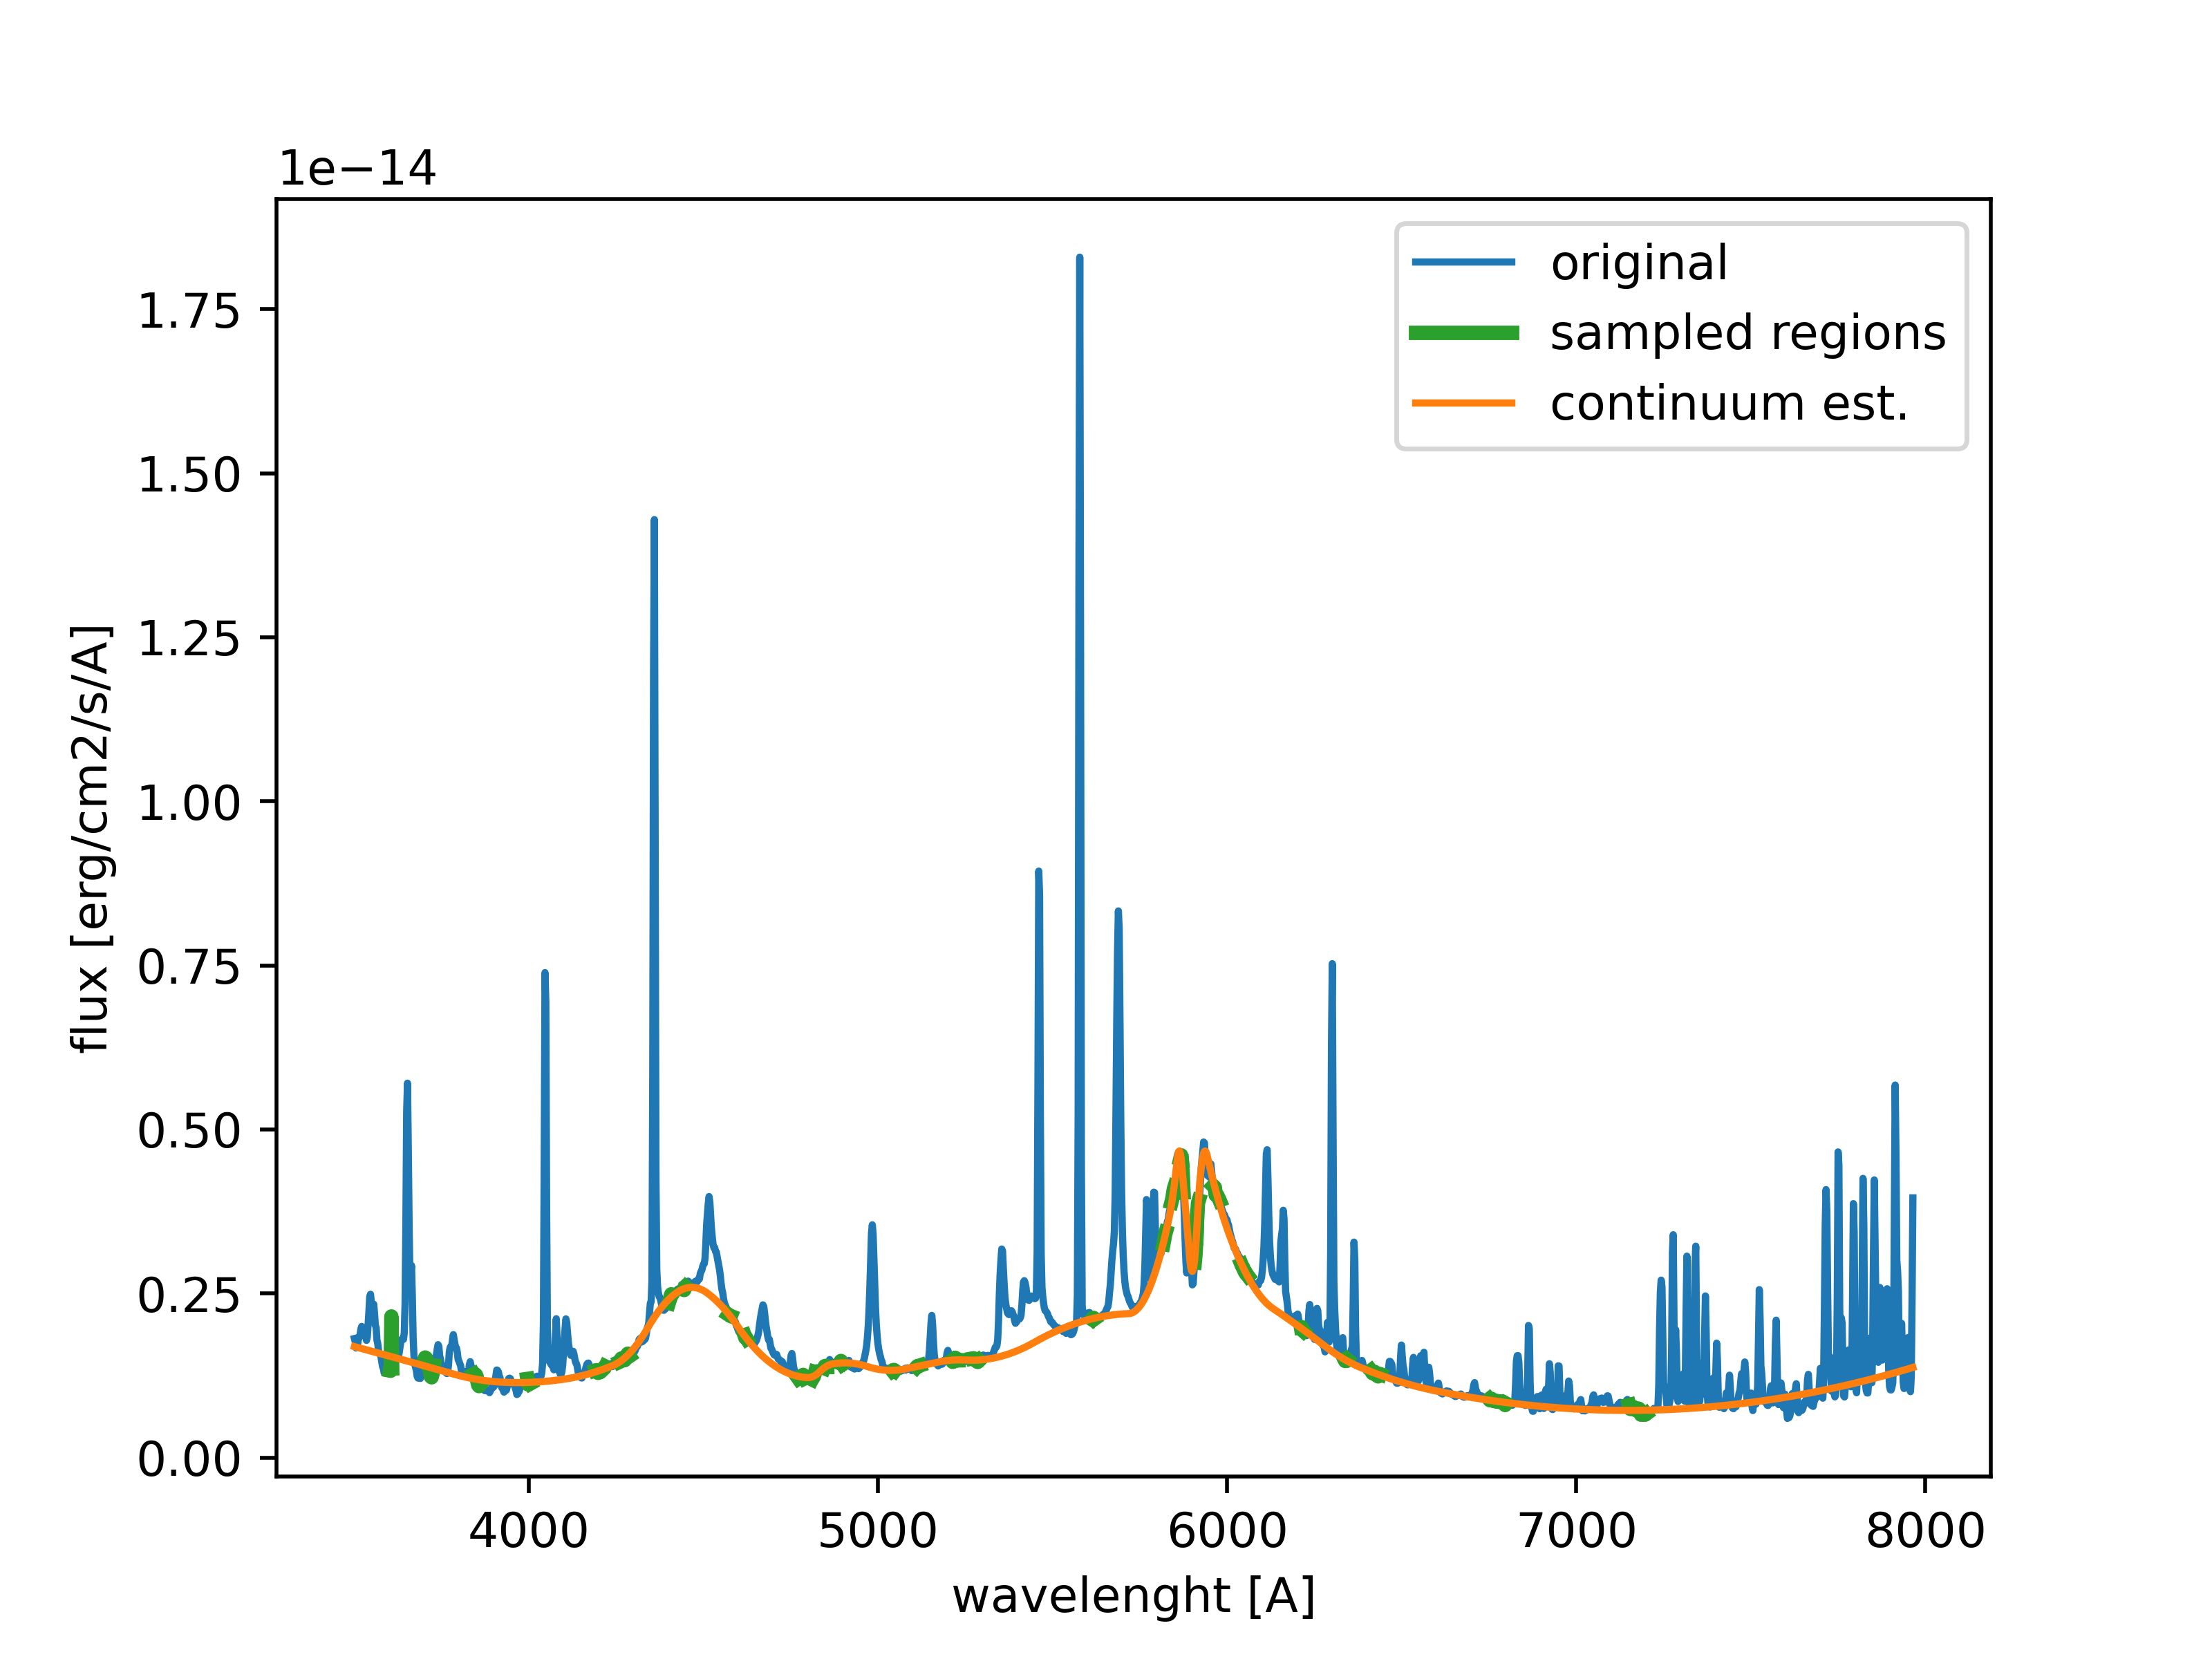 1e−14
original
sampled regions
continuum est.
1.75
1.50
1.25
1.00
0.75
0.50
0.25
0.00
flux [erg/cm2/s/A]
4000 5000 6000 7000 8000
wavelenght [A]